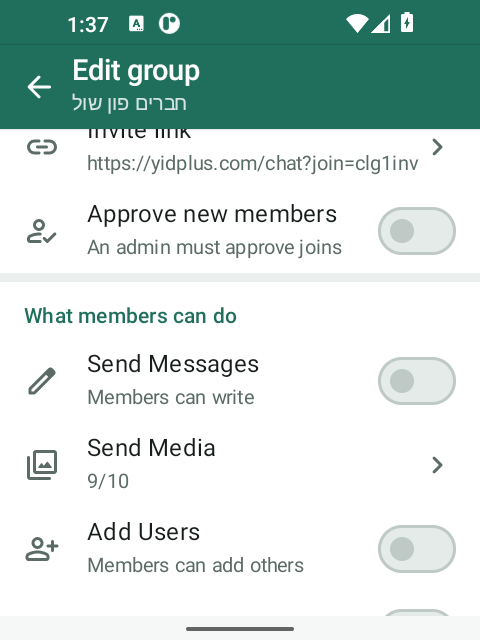 1:37
Edit group
חברים פון שול
Invite link
https://yidplus.com/chat?join=clg1inv
Approve new members
An admin must approve joins
What members can do
Send Messages
Members can write
Send Media
9/10
Add Users
Members can add others